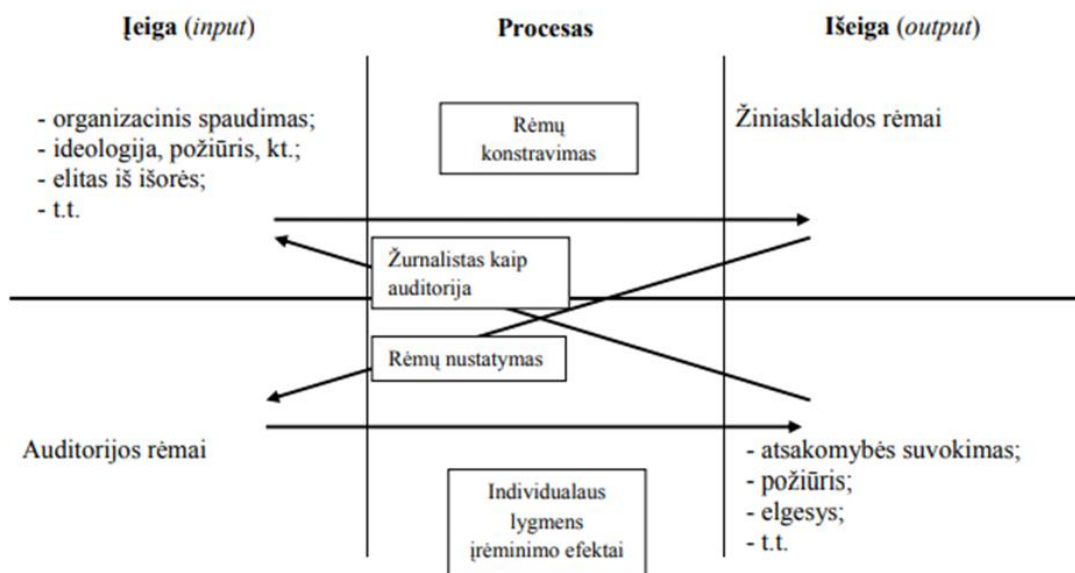 Įeiga (input)
Procesas
Išeiga (output)
- organizacinis spaudimas;
- ideologija, požiūris, kt.;
- elitas iš išorės;
- t.t.
Rėmų
konstravimas
Žiniasklaidos rėmai
Žurnalistas kaip
auditorija
Rėmų nustatymas
Auditorijos rėmai
Individualaus
lygmens
įrėminimo efektai
- atsakomybės suvokimas;
- požiūris;
- elgesys;
- t.t.